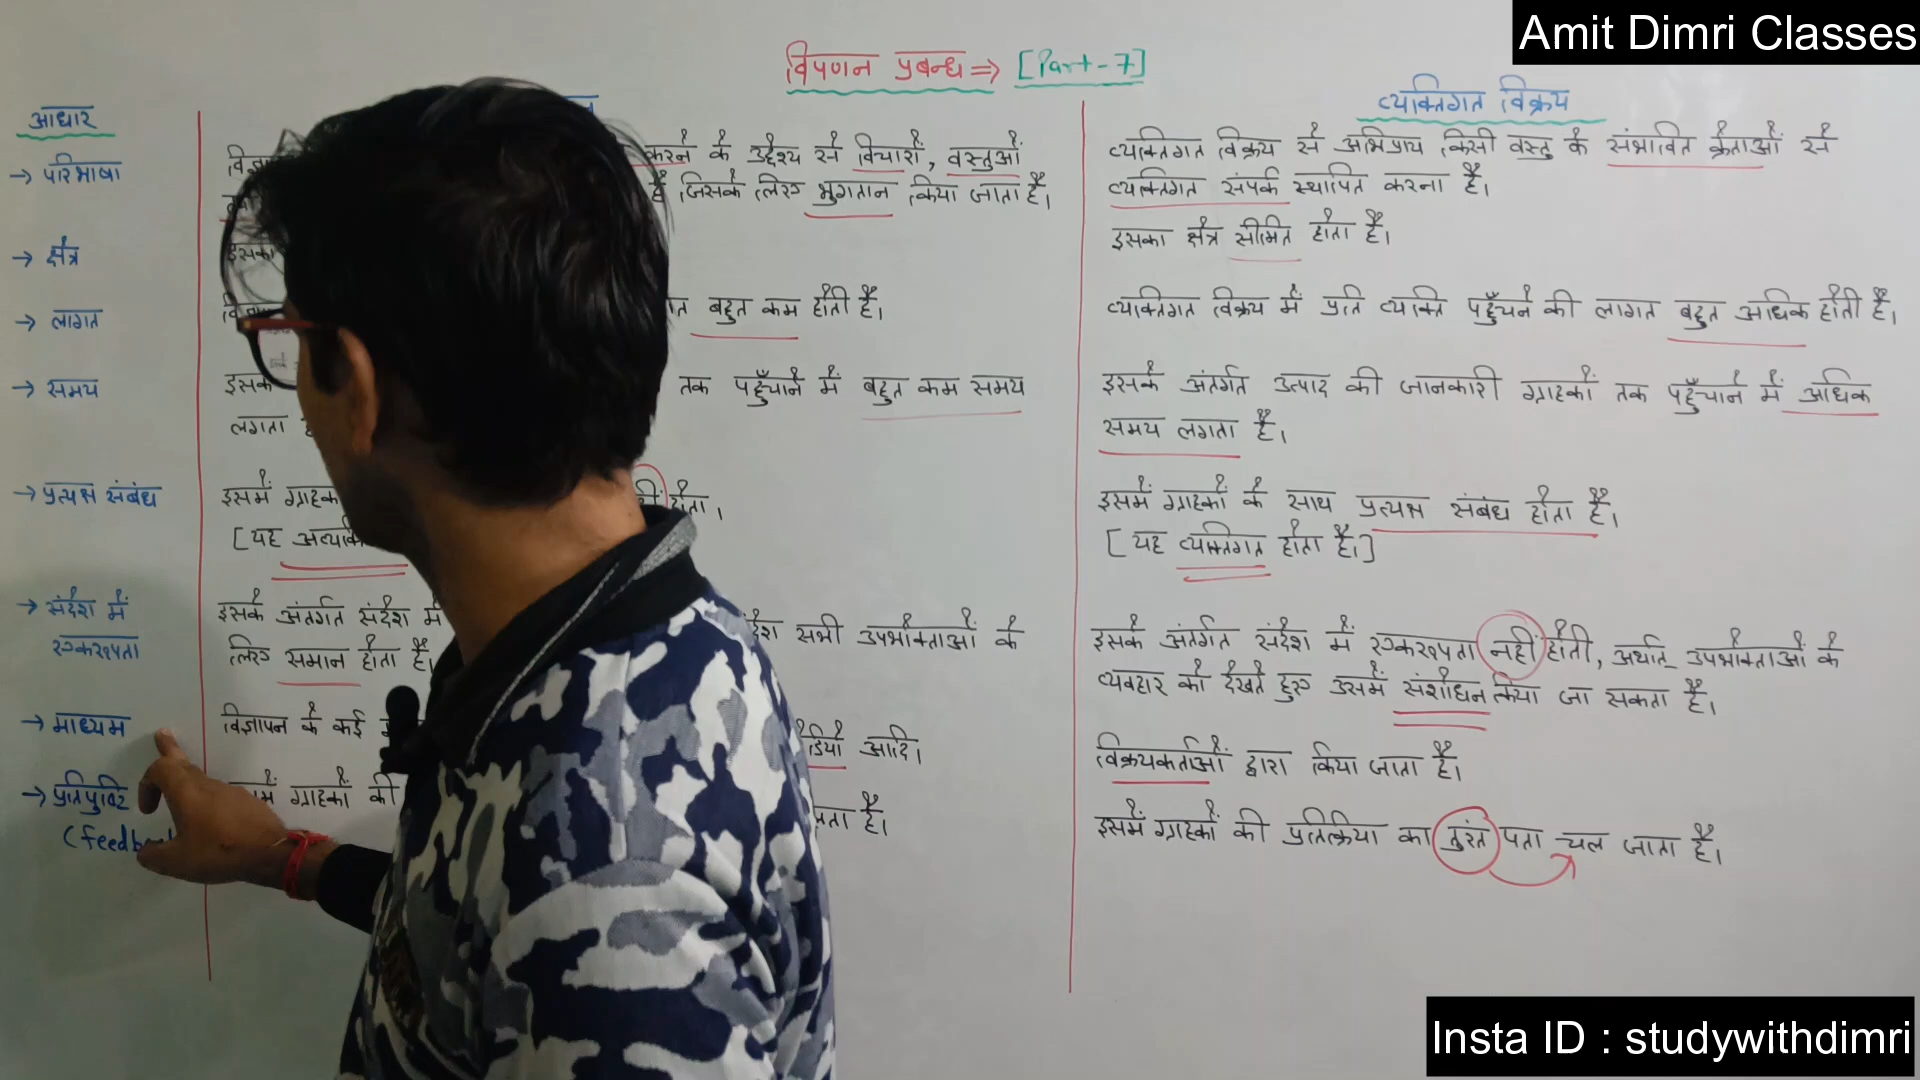 Amit Dimri Classes
विपणन प्रबन्ध ⇒ [Part-7]
आधार
व्यक्तिगत विक्रय
→ परिभाषा
करने के उद्देश्य से विचारों, वस्तुओं
है जिसके लिए भुगतान किया जाता है।
व्यक्तिगत विक्रय से अभिप्राय किसी वस्तु के संभावित क्रेताओं से
व्यक्तिगत संपर्क स्थापित करना है।
→ क्षेत्र
इसका
इसका क्षेत्र सीमित होता है।
→ लागत
बहुत कम होती है।
व्यक्तिगत विक्रय में प्रति व्यक्ति पहुँचने की लागत बहुत अधिक होती है।
→ समय
तक पहुँचाने में बहुत कम समय
लगता
इसके अंतर्गत उत्पाद की जानकारी ग्राहकों तक पहुँचाने में अधिक
समय लगता है।
→ प्रत्यक्ष संबंध
इसमें होता।
[यह
इसमें ग्राहकों के साथ प्रत्यक्ष संबंध होता है।
[यह व्यक्तिगत होता है।]
→ संदेश में
एकरूपता
इसके अंतर्गत संदेश में सभी उपभोक्ताओं के
लिए समान होता है।
इसके अंतर्गत संदेश में एकरूपता नहीं होती, अर्थात् उपभोक्ताओं के
व्यवहार को देखते हुए उसमें संशोधन किया जा सकता है।
→ माध्यम
विज्ञापन के कई आदि।
विक्रयकर्ताओं द्वारा किया जाता है।
→ प्रतिपुष्टि
ग्राहकों की है।
इसमें ग्राहकों की प्रतिक्रिया का तुरंत पता चल जाता है।
Insta ID : studywithdimri